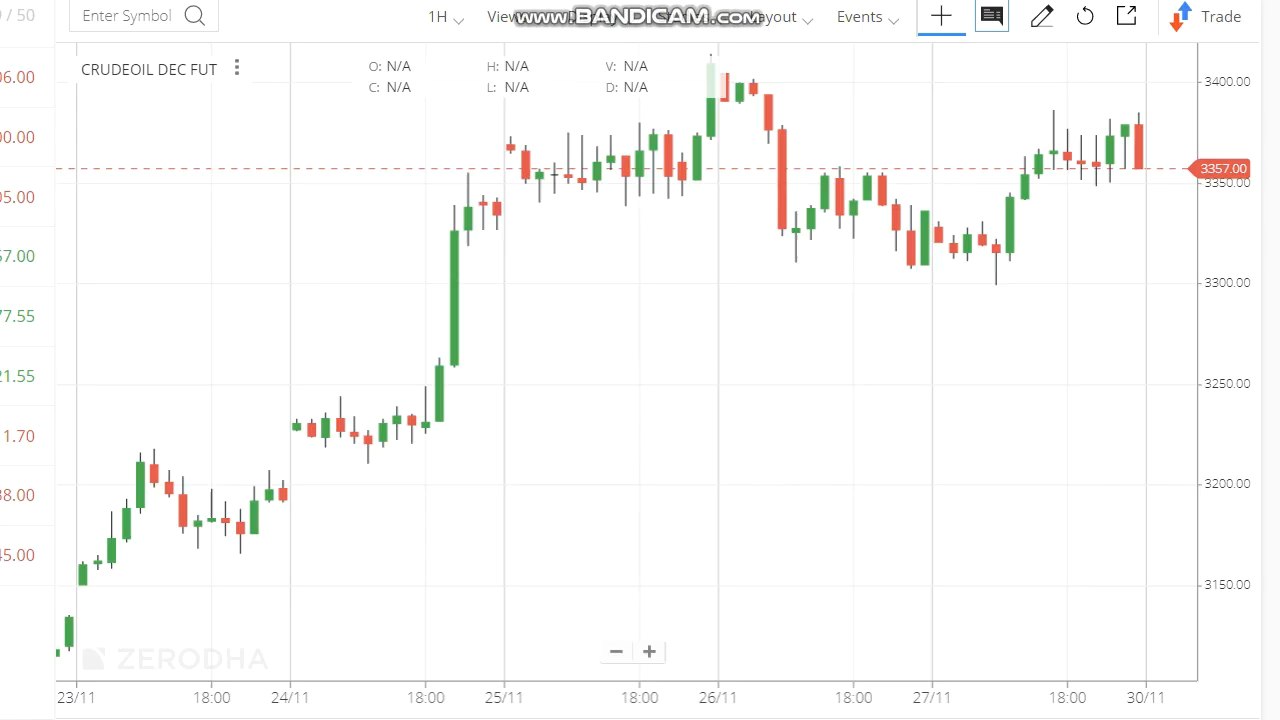 / 50
Enter Symbol
1H
View
www.BANDICAM.com
ayout
Events
Trade
CRUDEOIL DEC FUT
O: N/A
H: N/A
V: N/A
C: N/A
L: N/A
D: N/A
06.00
00.00
05.00
57.00
77.55
21.55
1.70
38.00
45.00
3400.00
3357.00
3350.00
3300.00
3250.00
3200.00
3150.00
ZERODHA
23/11
18:00
24/11
18:00
25/11
18:00
26/11
18:00
27/11
18:00
30/11